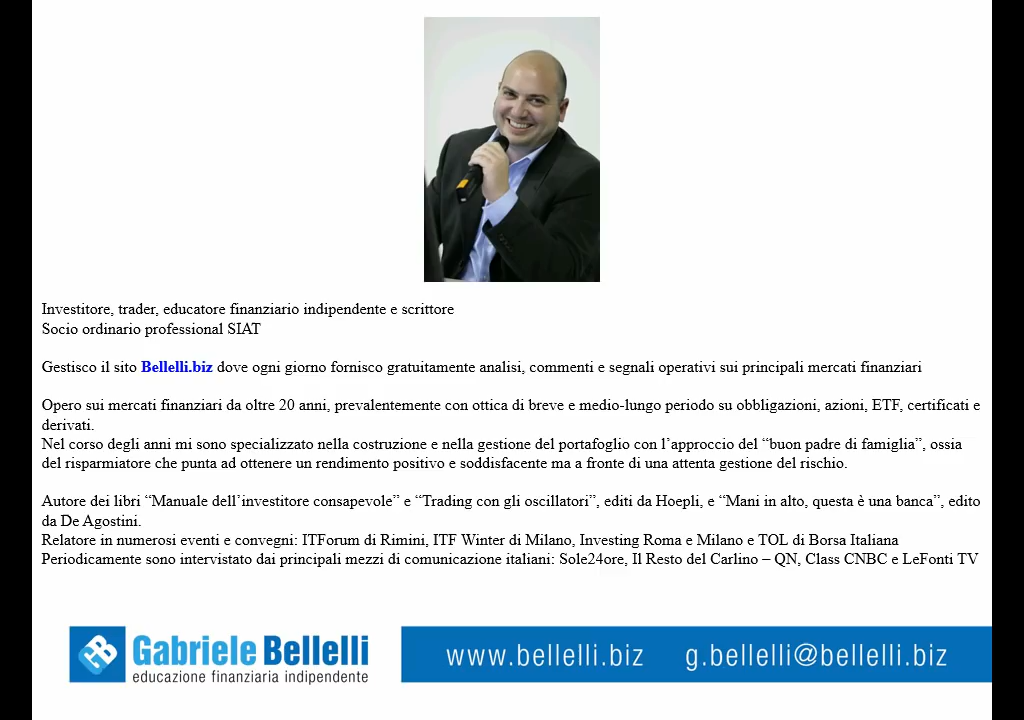 Investitore, trader, educatore finanziario indipendente e scrittore
Socio ordinario professional SIAT
Gestisco il sito Bellelli.biz dove ogni giorno fornisco gratuitamente analisi, commenti e segnali operativi sui principali mercati finanziari
Opero sui mercati finanziari da oltre 20 anni, prevalentemente con ottica di breve e medio-lungo periodo su obbligazioni, azioni, ETF, certificati e
derivati.
Nel corso degli anni mi sono specializzato nella costruzione e nella gestione del portafoglio con l’approccio del “buon padre di famiglia”, ossia
del risparmiatore che punta ad ottenere un rendimento positivo e soddisfacente ma a fronte di una attenta gestione del rischio.
Autore dei libri “Manuale dell’investitore consapevole” e “Trading con gli oscillatori”, editi da Hoepli, e “Mani in alto, questa è una banca”, edito
da De Agostini.
Relatore in numerosi eventi e convegni: ITForum di Rimini, ITF Winter di Milano, Investing Roma e Milano e TOL di Borsa Italiana
Periodicamente sono intervistato dai principali mezzi di comunicazione italiani: Sole24ore, Il Resto del Carlino – QN, Class CNBC e LeFonti TV
GB Gabriele Bellelli
educazione finanziaria indipendente
www.bellelli.biz g.bellelli@bellelli.biz